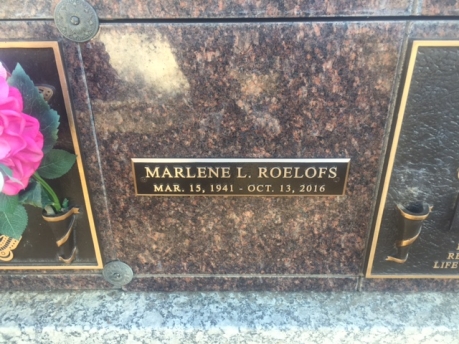 MARLENE L. ROELOFS
MAR. 15, 1941 - OCT. 13, 2016